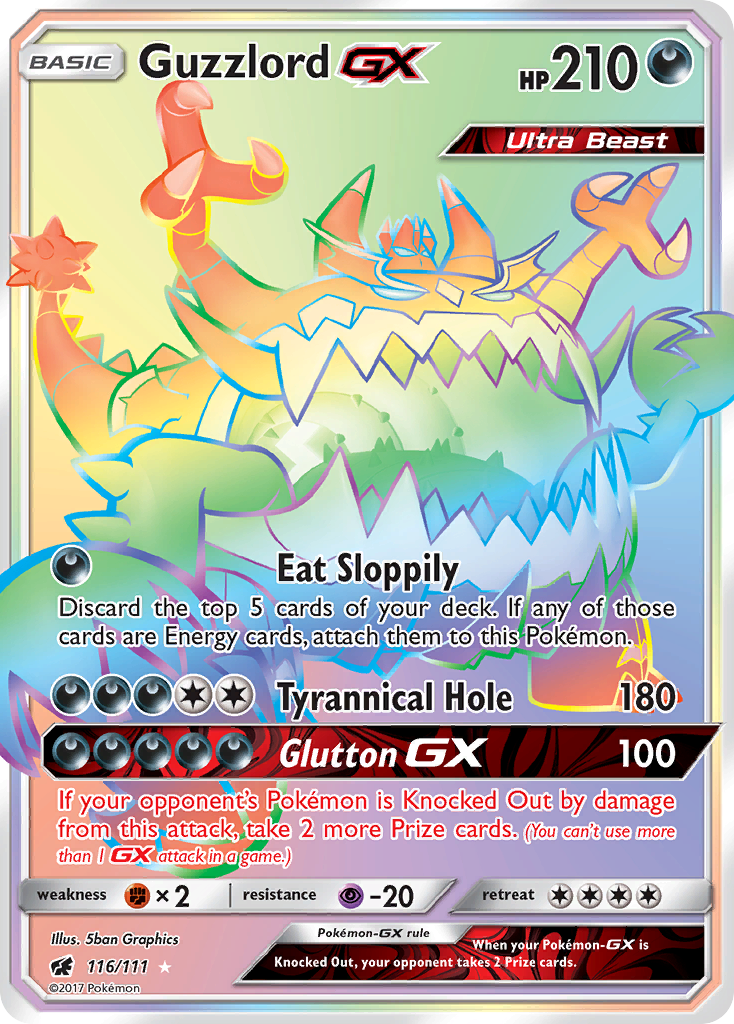 BASIC Guzzlord GX HP210
Ultra Beast
Eat Sloppily
Discard the top 5 cards of your deck. If any of those
cards are Energy cards, attach them to this Pokémon.
Tyrannical Hole 180
Glutton GX 100
If your opponent's Pokémon is Knocked Out by damage
from this attack, take 2 more Prize cards. (You can't use more
than 1 GX attack in a game.)
weakness ×2 resistance -20 retreat
Illus. 5ban Graphics
116/111
©2017 Pokémon
Pokémon-GX rule
When your Pokémon-GX is
Knocked Out, your opponent takes 2 Prize cards.